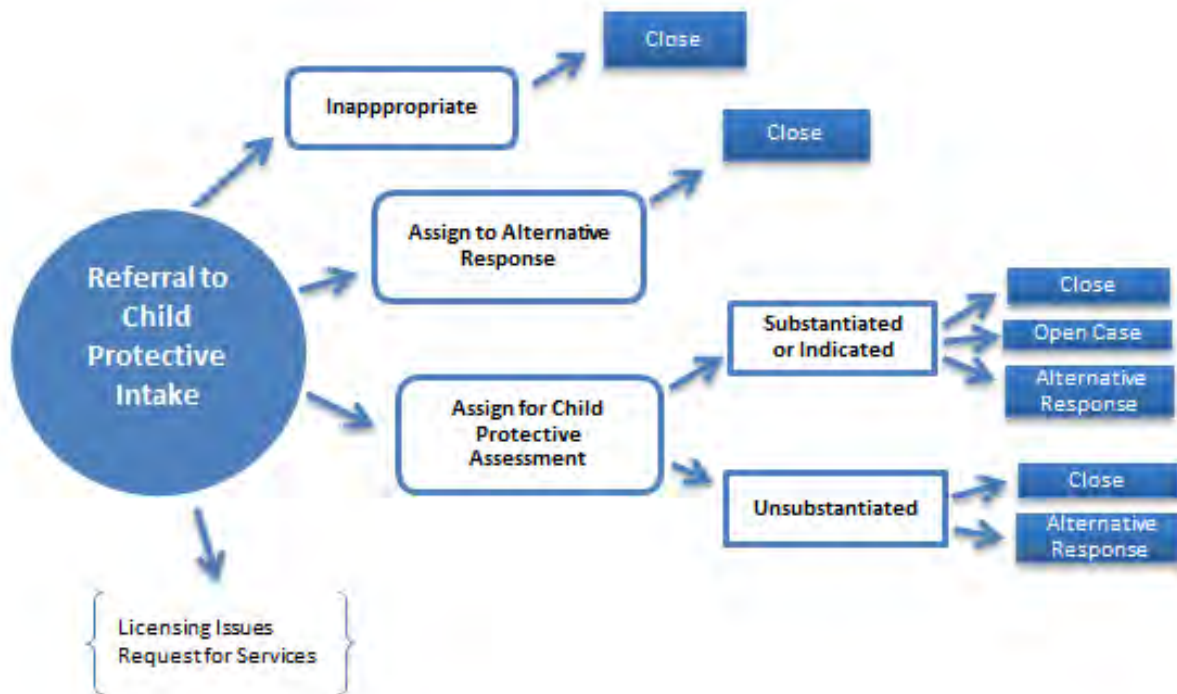 Close
Inapppropriate
Close
Assign to Alternative
Response
Referral to
Child
Protective
Intake
Substantiated
or Indicated
Close
Open Case
Alternative
Response
Assign for Child
Protective
Assessment
Unsubstantiated
Close
Alternative
Response
Licensing Issues
Request for Services